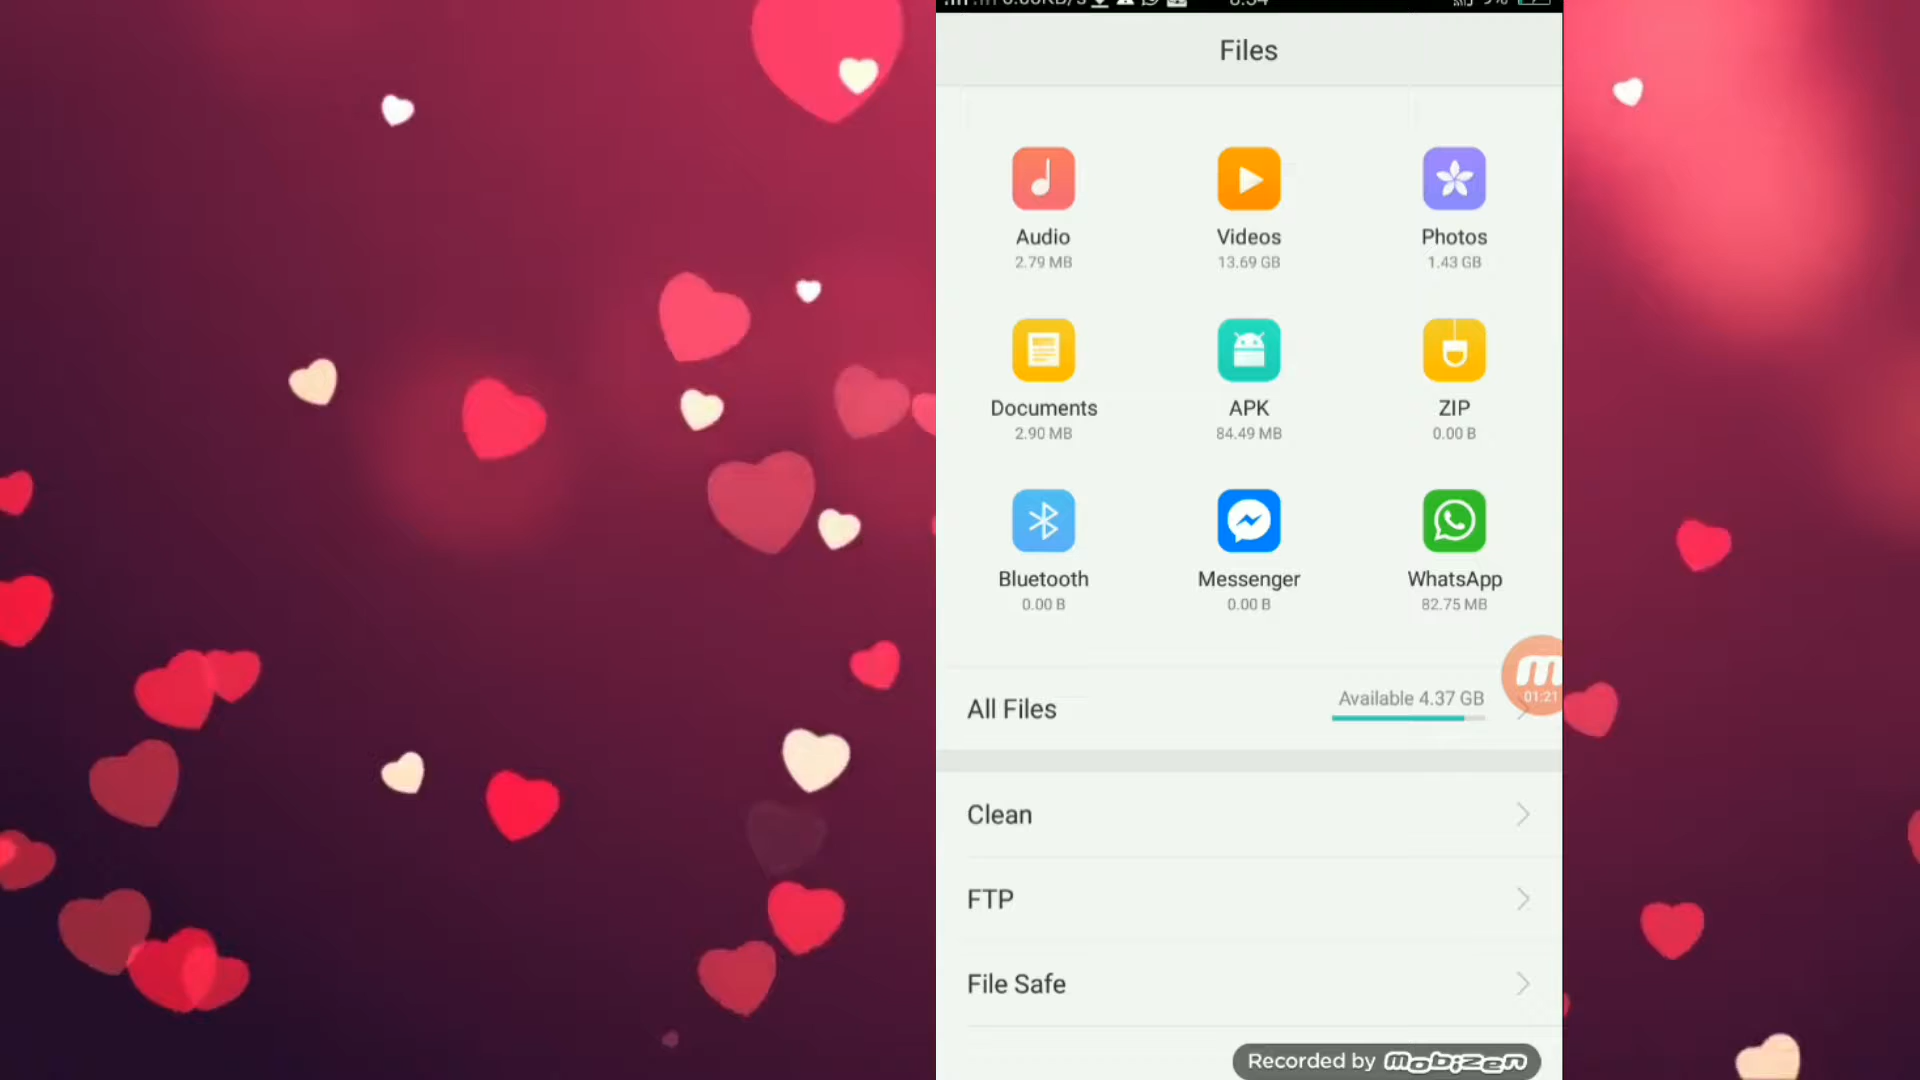 Files
Audio
2.79 MB
Videos
13.69 GB
Photos
1.43 GB
Documents
2.90 MB
APK
84.49 MB
ZIP
0.00 B
Bluetooth
0.00 B
Messenger
0.00 B
WhatsApp
82.75 MB
All Files
Available 4.37 GB
01:21
Clean
FTP
File Safe
Recorded by mobizen